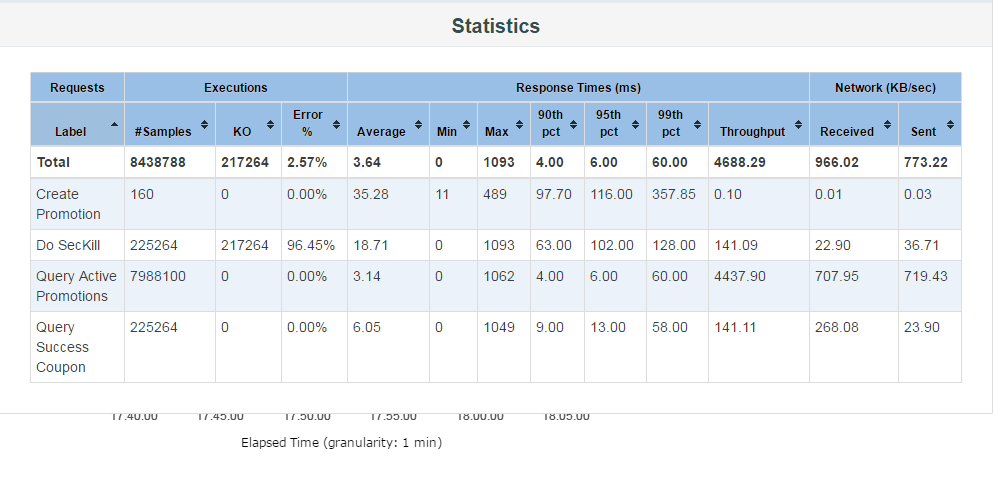 Statistics
Requests Executions Response Times (ms) Network (KB/sec)
Label #Samples KO Error % Average Min Max 90th pct 95th pct 99th pct Throughput Received Sent
Total 8438788 217264 2.57% 3.64 0 1093 4.00 6.00 60.00 4688.29 966.02 773.22
Create Promotion 160 0 0.00% 35.28 11 489 97.70 116.00 357.85 0.10 0.01 0.03
Do SecKill 225264 217264 96.45% 18.71 0 1093 63.00 102.00 128.00 141.09 22.90 36.71
Query Active Promotions 7988100 0 0.00% 3.14 0 1062 4.00 6.00 60.00 4437.90 707.95 719.43
Query Success Coupon 225264 0 0.00% 6.05 0 1049 9.00 13.00 58.00 141.11 268.08 23.90
17:40:00 17:45:00 17:50:00 17:55:00 18:00:00 18:05:00
Elapsed Time (granularity: 1 min)